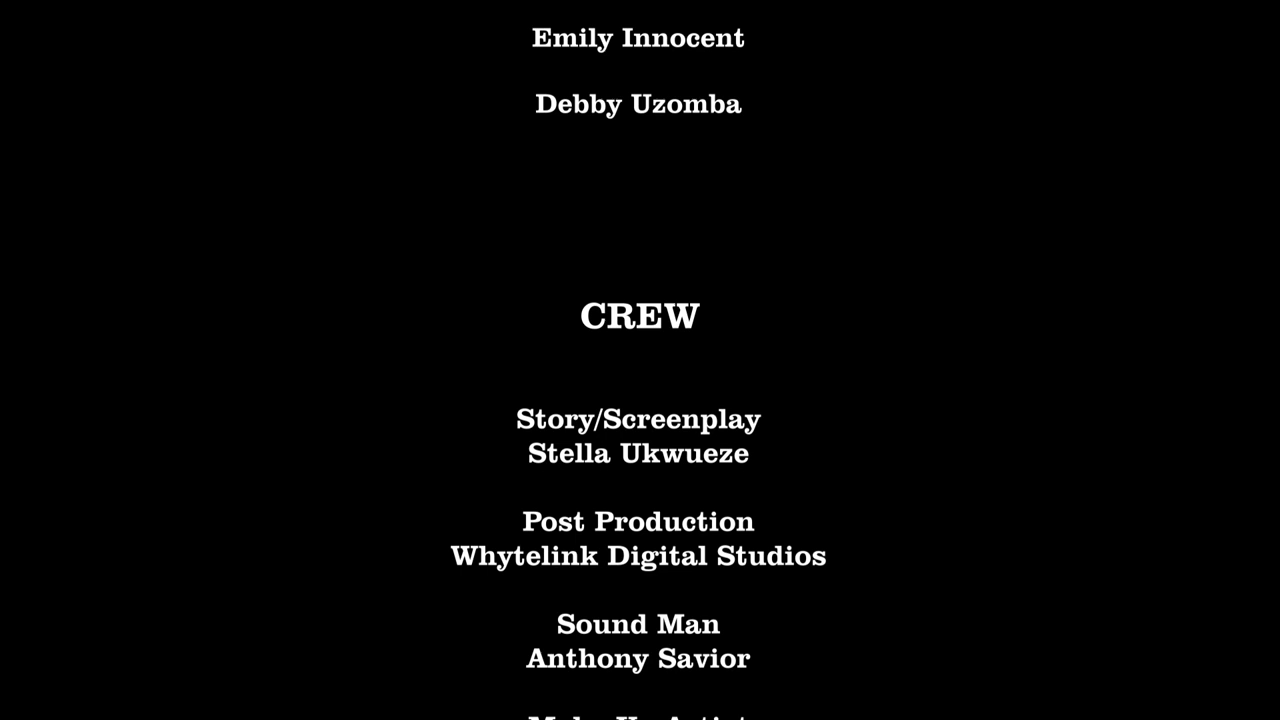 Emily Innocent
Debby Uzomba
CREW
Story/Screenplay
Stella Ukwueze
Post Production
Whytelink Digital Studios
Sound Man
Anthony Savior